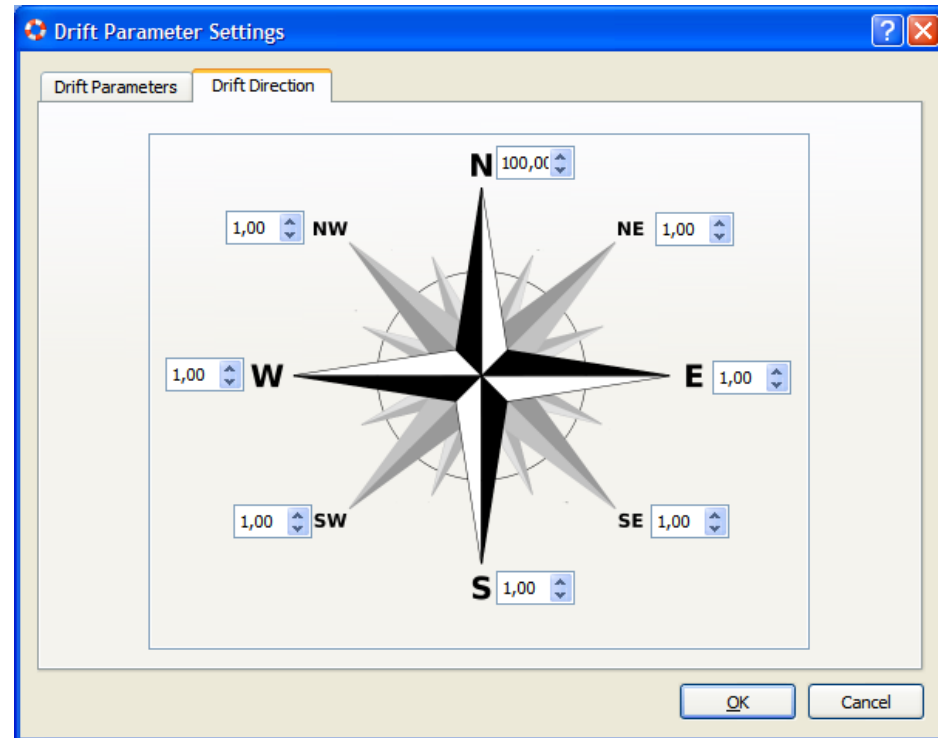 Drift Parameter Settings
Drift Parameters Drift Direction
N 100,00
1,00 NW NE 1,00
1,00 W E 1,00
1,00 SW SE 1,00
S 1,00
OK Cancel